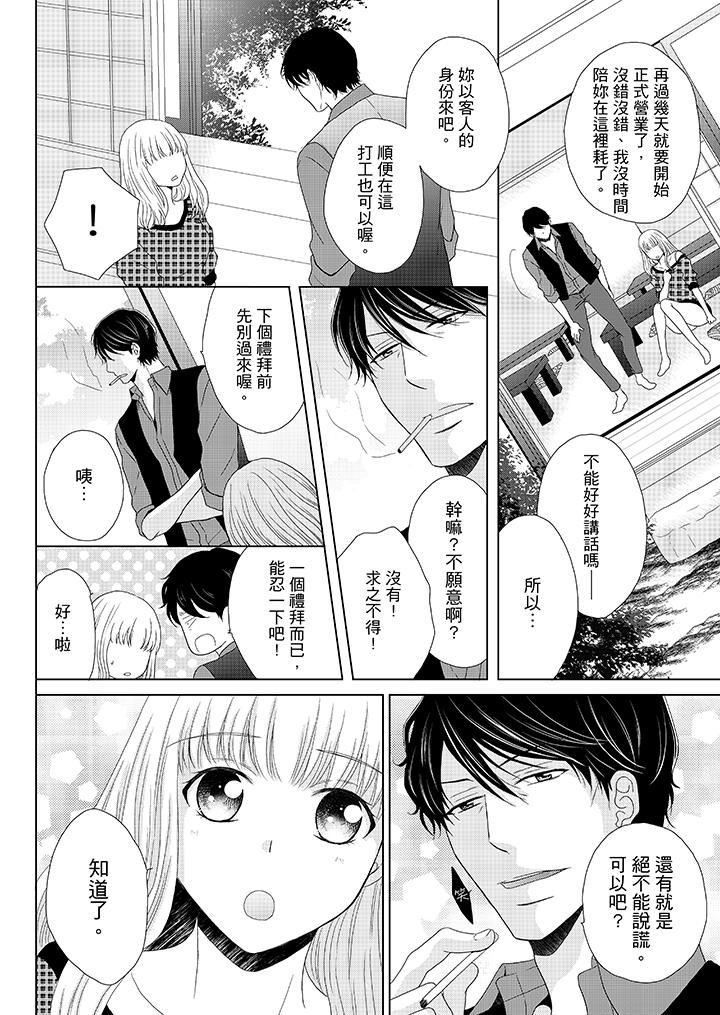 再過幾天就要開始
正式營業了，
沒錯沒錯、我沒時間
陪妳在這裡耗了。
不能好好講話嗎—
所以…
妳以客人的
身份來吧。
順便在這
打工也可以喔。
！
幹嘛？不願意啊？
沒有！
求之不得！
下個禮拜前
先別過來喔。
咦…
一個禮拜而已，
能忍一下吧！
好…啦
還有就是
絕不能說謊。
可以吧？
笑
知道了。